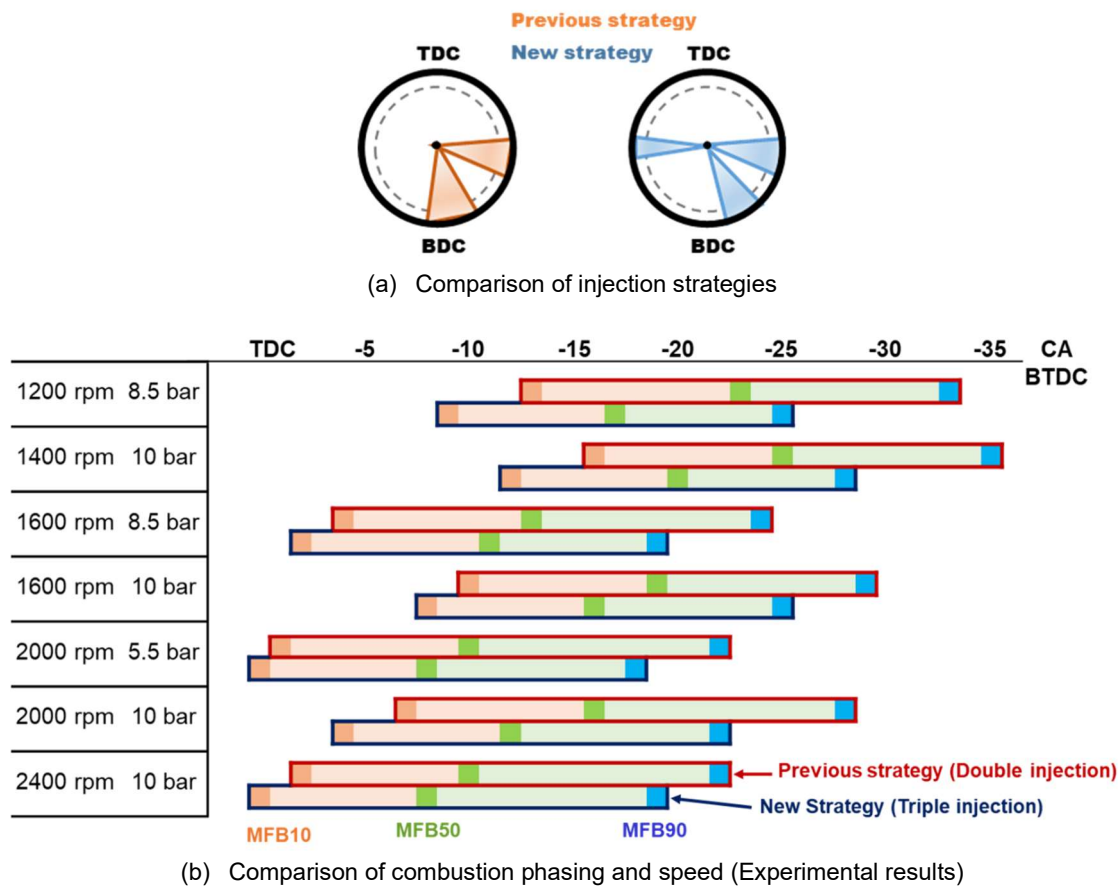 Previous strategy
New strategy
TDC
TDC
BDC
BDC
(a) Comparison of injection strategies
TDC -5 -10 -15 -20 -25 -30 -35 CA
BTDC
1200 rpm 8.5 bar
1400 rpm 10 bar
1600 rpm 8.5 bar
1600 rpm 10 bar
2000 rpm 5.5 bar
2000 rpm 10 bar
2400 rpm 10 bar
Previous strategy (Double injection)
New Strategy (Triple injection)
MFB10 MFB50 MFB90
(b) Comparison of combustion phasing and speed (Experimental results)